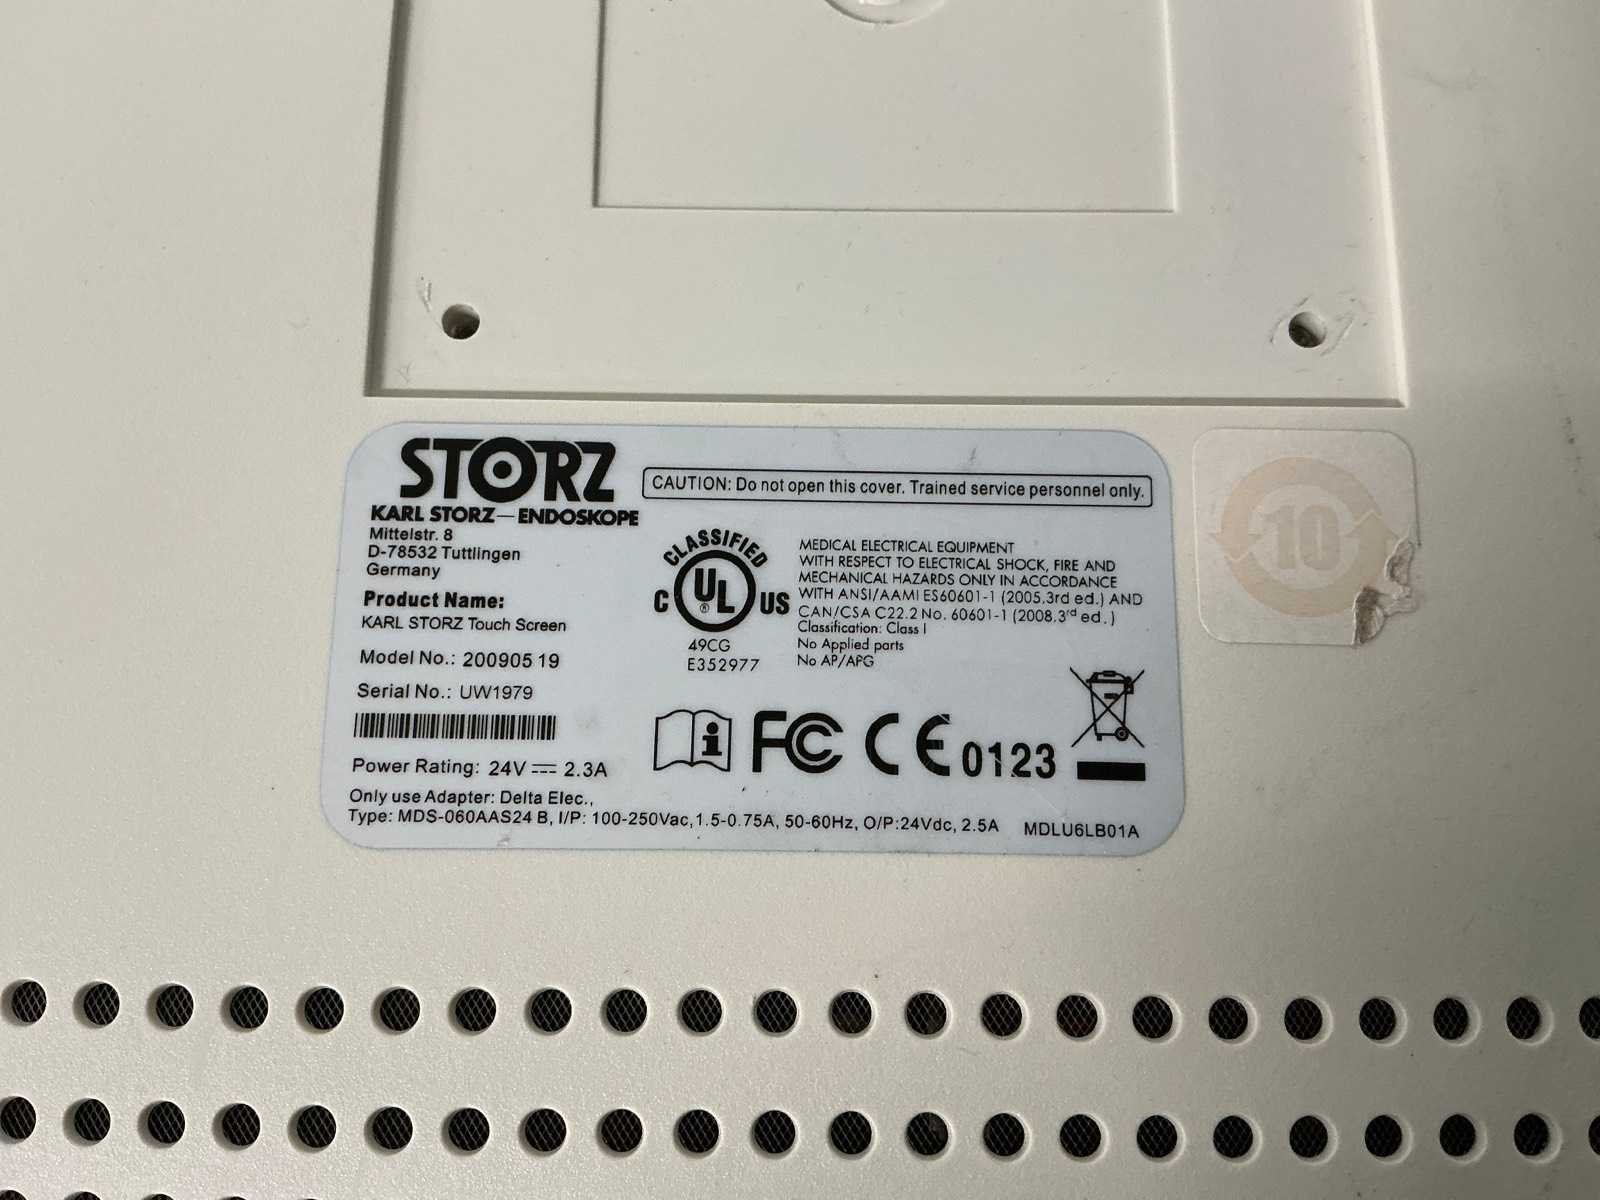 STORZ
KARL STORZ—ENDOSKOPE
Mittelstr. 8
D-78532 Tuttlingen
Germany
Product Name:
KARL STORZ Touch Screen
Model No.: 200905 19
Serial No.: UW1979
Power Rating: 24V 2.3A
Only use Adapter: Delta Elec.,
Type: MDS-060AAS24 B, I/P: 100-250Vac,1.5-0.75A, 50-60Hz, O/P:24Vdc, 2.5A
MDLU6LB01A
CAUTION: Do not open this cover. Trained service personnel only.
CLASSIFIED
C UL® US
49CG
E352977
MEDICAL ELECTRICAL EQUIPMENT
WITH RESPECT TO ELECTRICAL SHOCK, FIRE AND
MECHANICAL HAZARDS ONLY IN ACCORDANCE
WITH ANSI/AAMI ES60601-1 (2005.3rd ed.) AND
CAN/CSA C22.2 No. 60601-1 (2008.3rd ed.)
Classification: Class I
No Applied parts
No AP/APG
i FC CE 0123
10